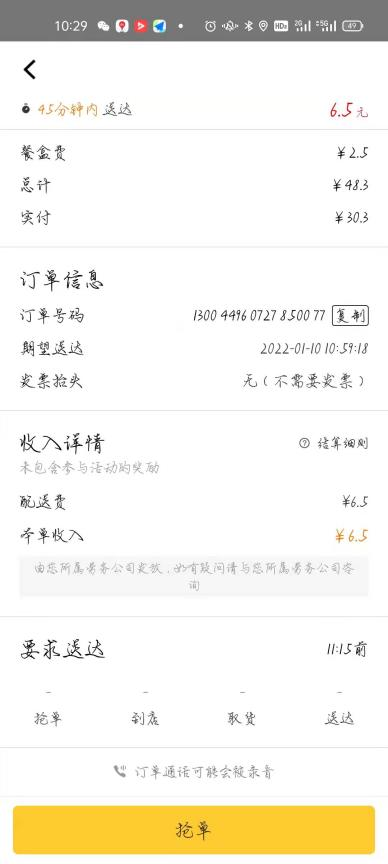 10:29
HD 2G 5G 49
45分钟内 送达 6.5元
餐盒费 ¥2.5
总计 ¥48.3
实付 ¥30.3
订单信息
订单号码 1300 4496 0727 8500 77 复制
期望送达 2022-01-10 10:59:18
发票抬头 无(不需要发票)
收入详情 ? 结算细则
未包含参与活动的奖励
配送费 ¥6.5
本单收入 ¥6.5
由您所属劳务公司发放,如有疑问请与您所属劳务公司咨
询
要求送达 11:15前
- - - -
抢单 到店 取货 送达
订单通话可能会被录音
抢单